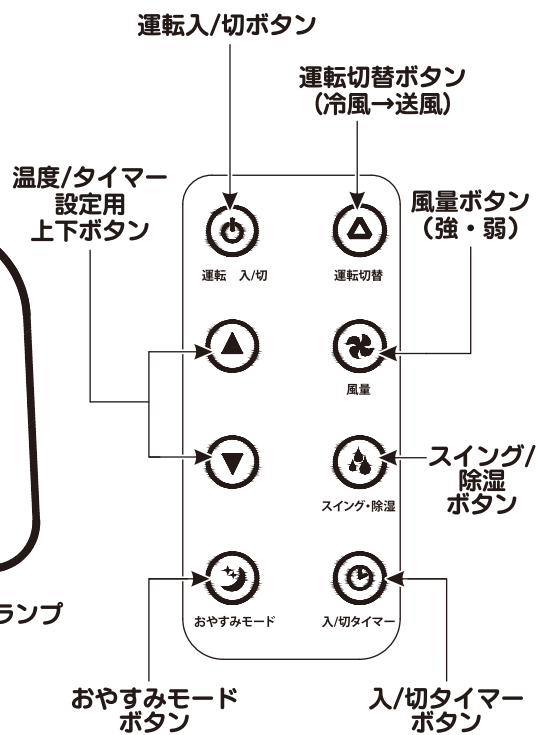 運転入/切ボタン
運転切替ボタン
（冷風→送風）
温度/タイマー
設定用
上下ボタン
風量ボタン
（強・弱）
運転 入/切
運転切替
風量
スイング/
除湿
ボタン
スイング・除湿
おやすみモード
入/切タイマー
ランプ
おやすみモード
ボタン
入/切タイマー
ボタン